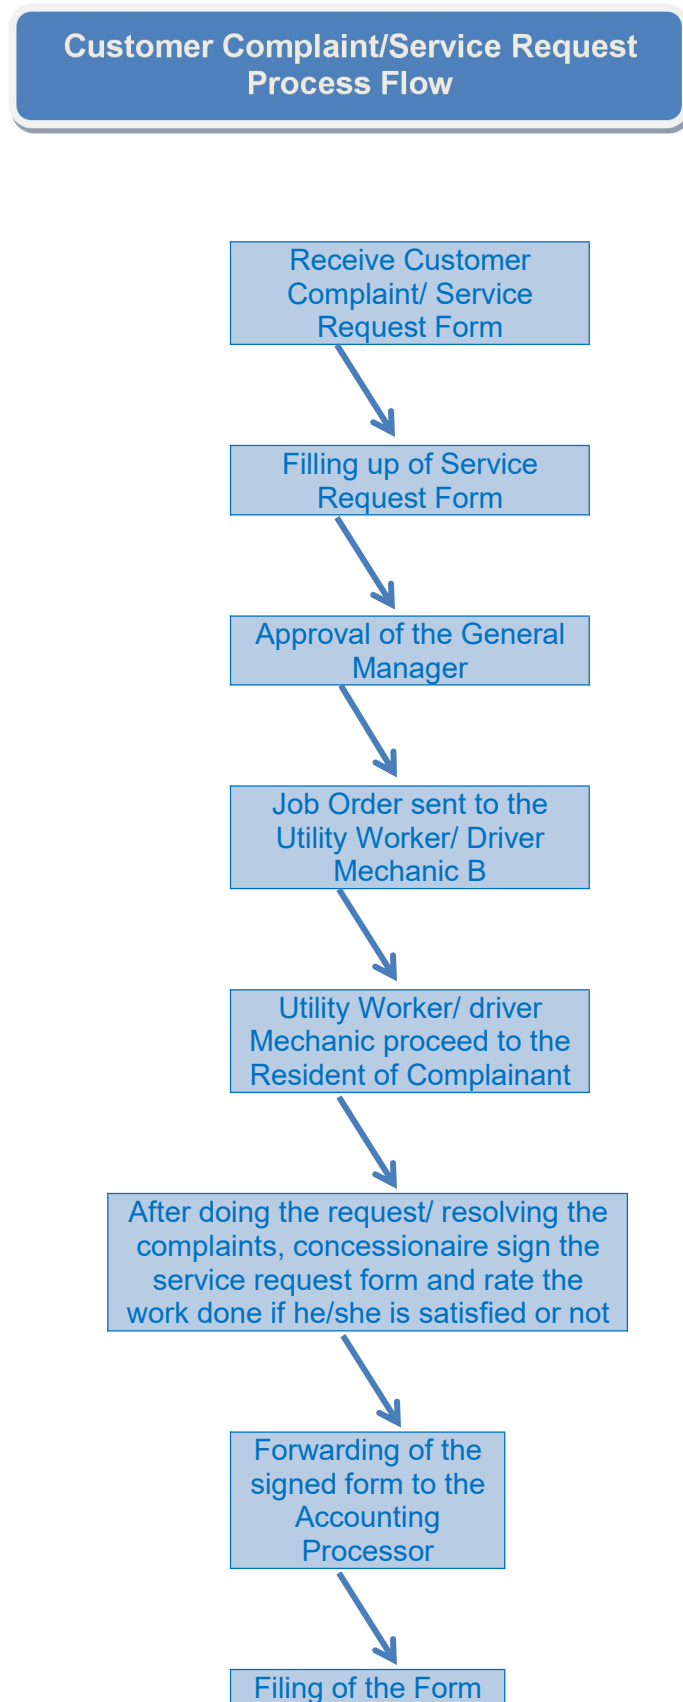 Customer Complaint/Service Request
Process Flow
Receive Customer
Complaint/ Service
Request Form
Filling up of Service
Request Form
Approval of the General
Manager
Job Order sent to the
Utility Worker/ Driver
Mechanic B
Utility Worker/ driver
Mechanic proceed to the
Resident of Complainant
After doing the request/ resolving the
complaints, concessionaire sign the
service request form and rate the
work done if he/she is satisfied or not
Forwarding of the
signed form to the
Accounting
Processor
Filing of the Form